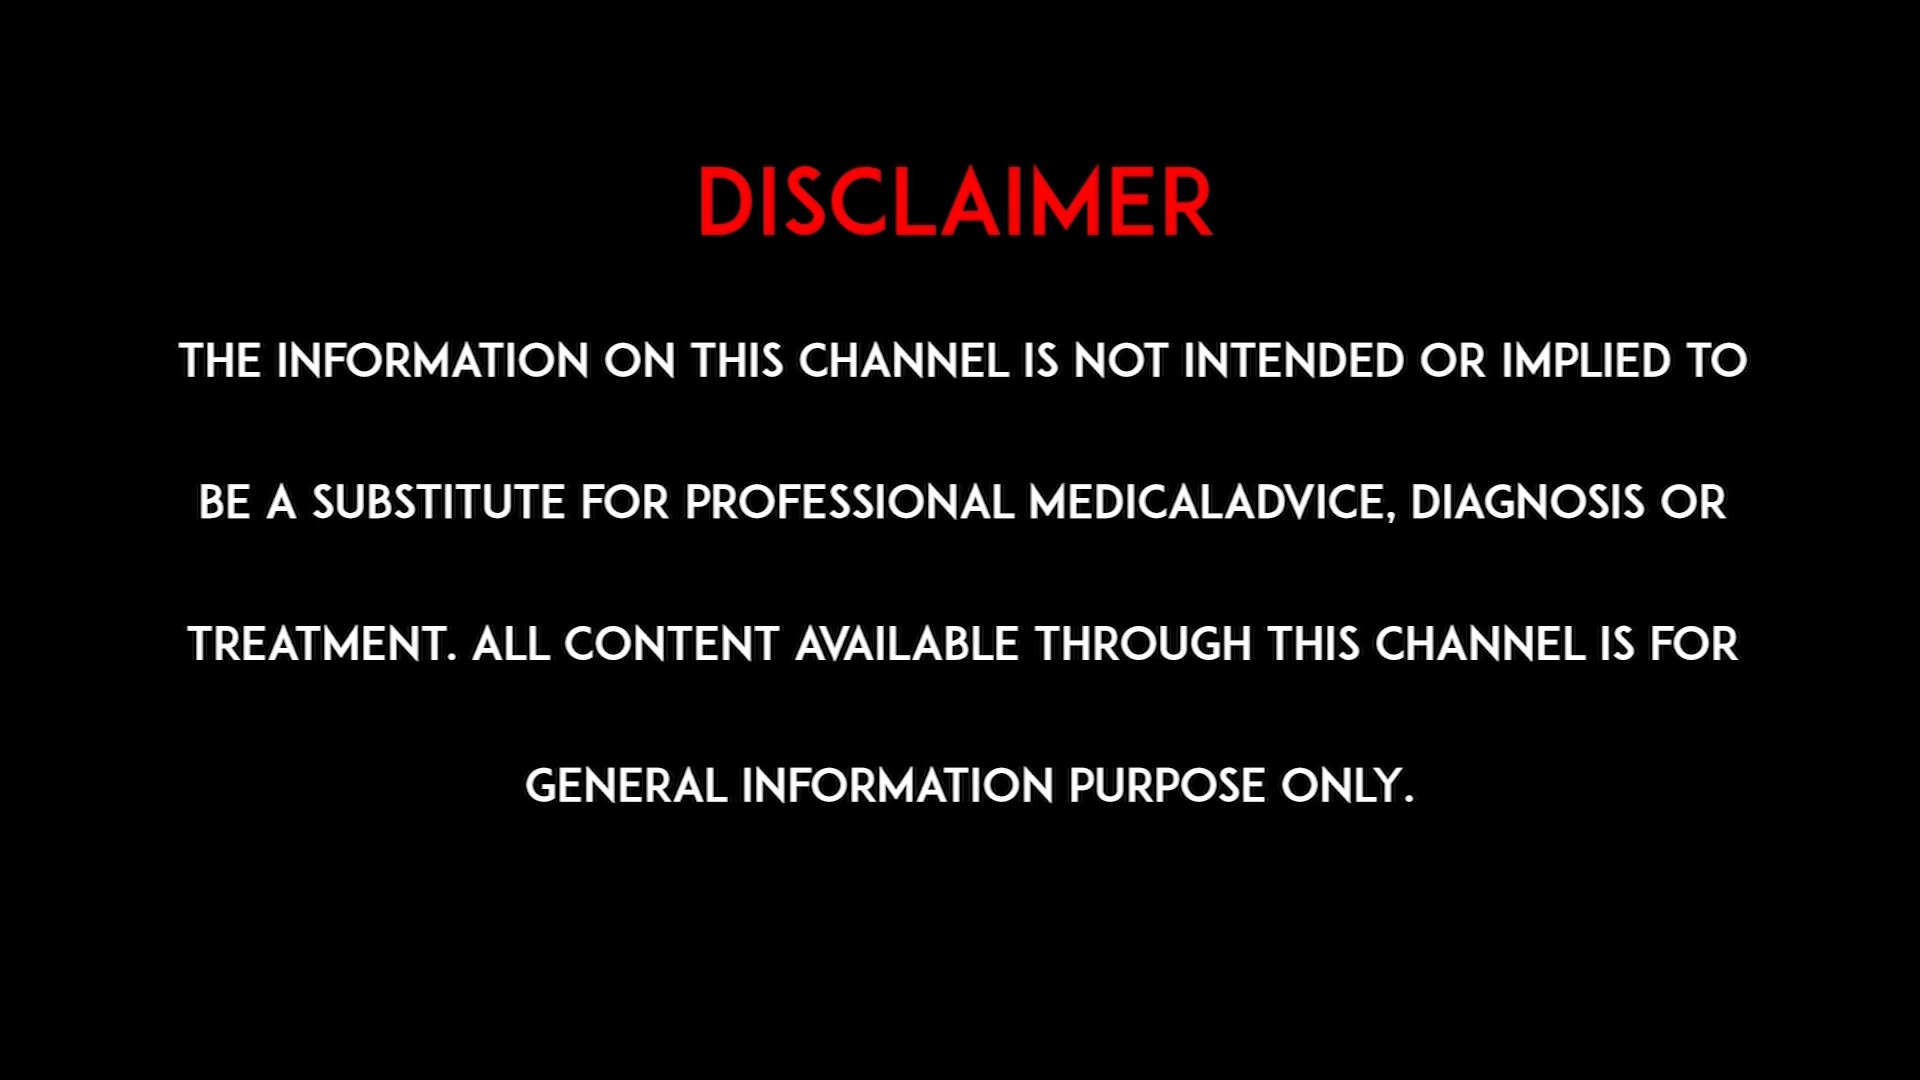 DISCLAIMER
THE INFORMATION ON THIS CHANNEL IS NOT INTENDED OR IMPLIED TO
BE A SUBSTITUTE FOR PROFESSIONAL MEDICALADVICE, DIAGNOSIS OR
TREATMENT. ALL CONTENT AVAILABLE THROUGH THIS CHANNEL IS FOR
GENERAL INFORMATION PURPOSE ONLY.